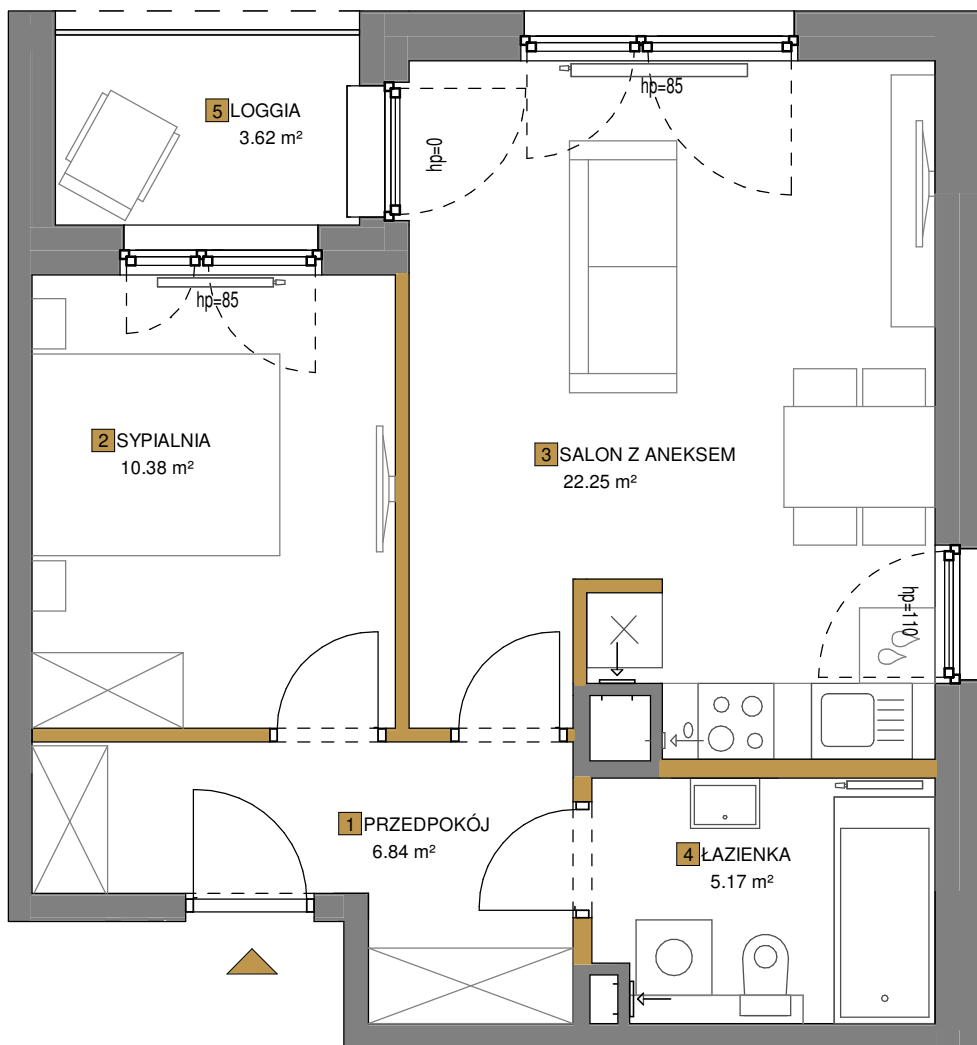 5 LOGGIA
3.62 m²
hp=85
hp=0
hp=85
2 SYPIALNIA
10.38 m²
3 SALON Z ANEKSEM
22.25 m²
hp=110
1 PRZEDPOKÓJ
6.84 m²
4 ŁAZIENKA
5.17 m²